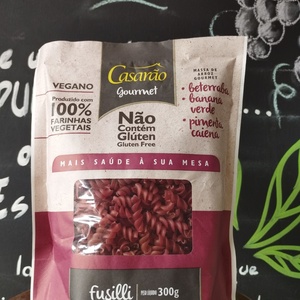 Casarão
Gourmet
VEGANO
Produzido com
100%
FARINHAS
VEGETAIS
Não
Contém
Glúten
Gluten Free
MASSA DE
ARROZ
GOURMET
• Beterraba
• banana
verde
• pimenta
caiena
MAIS SAÚDE À SUA MESA
fusilli
300g